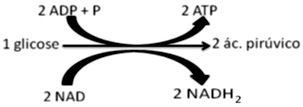 2 ADP + P 2 ATP
1 glicose 2 ác. pirúvico
2 NAD 2 NADH₂